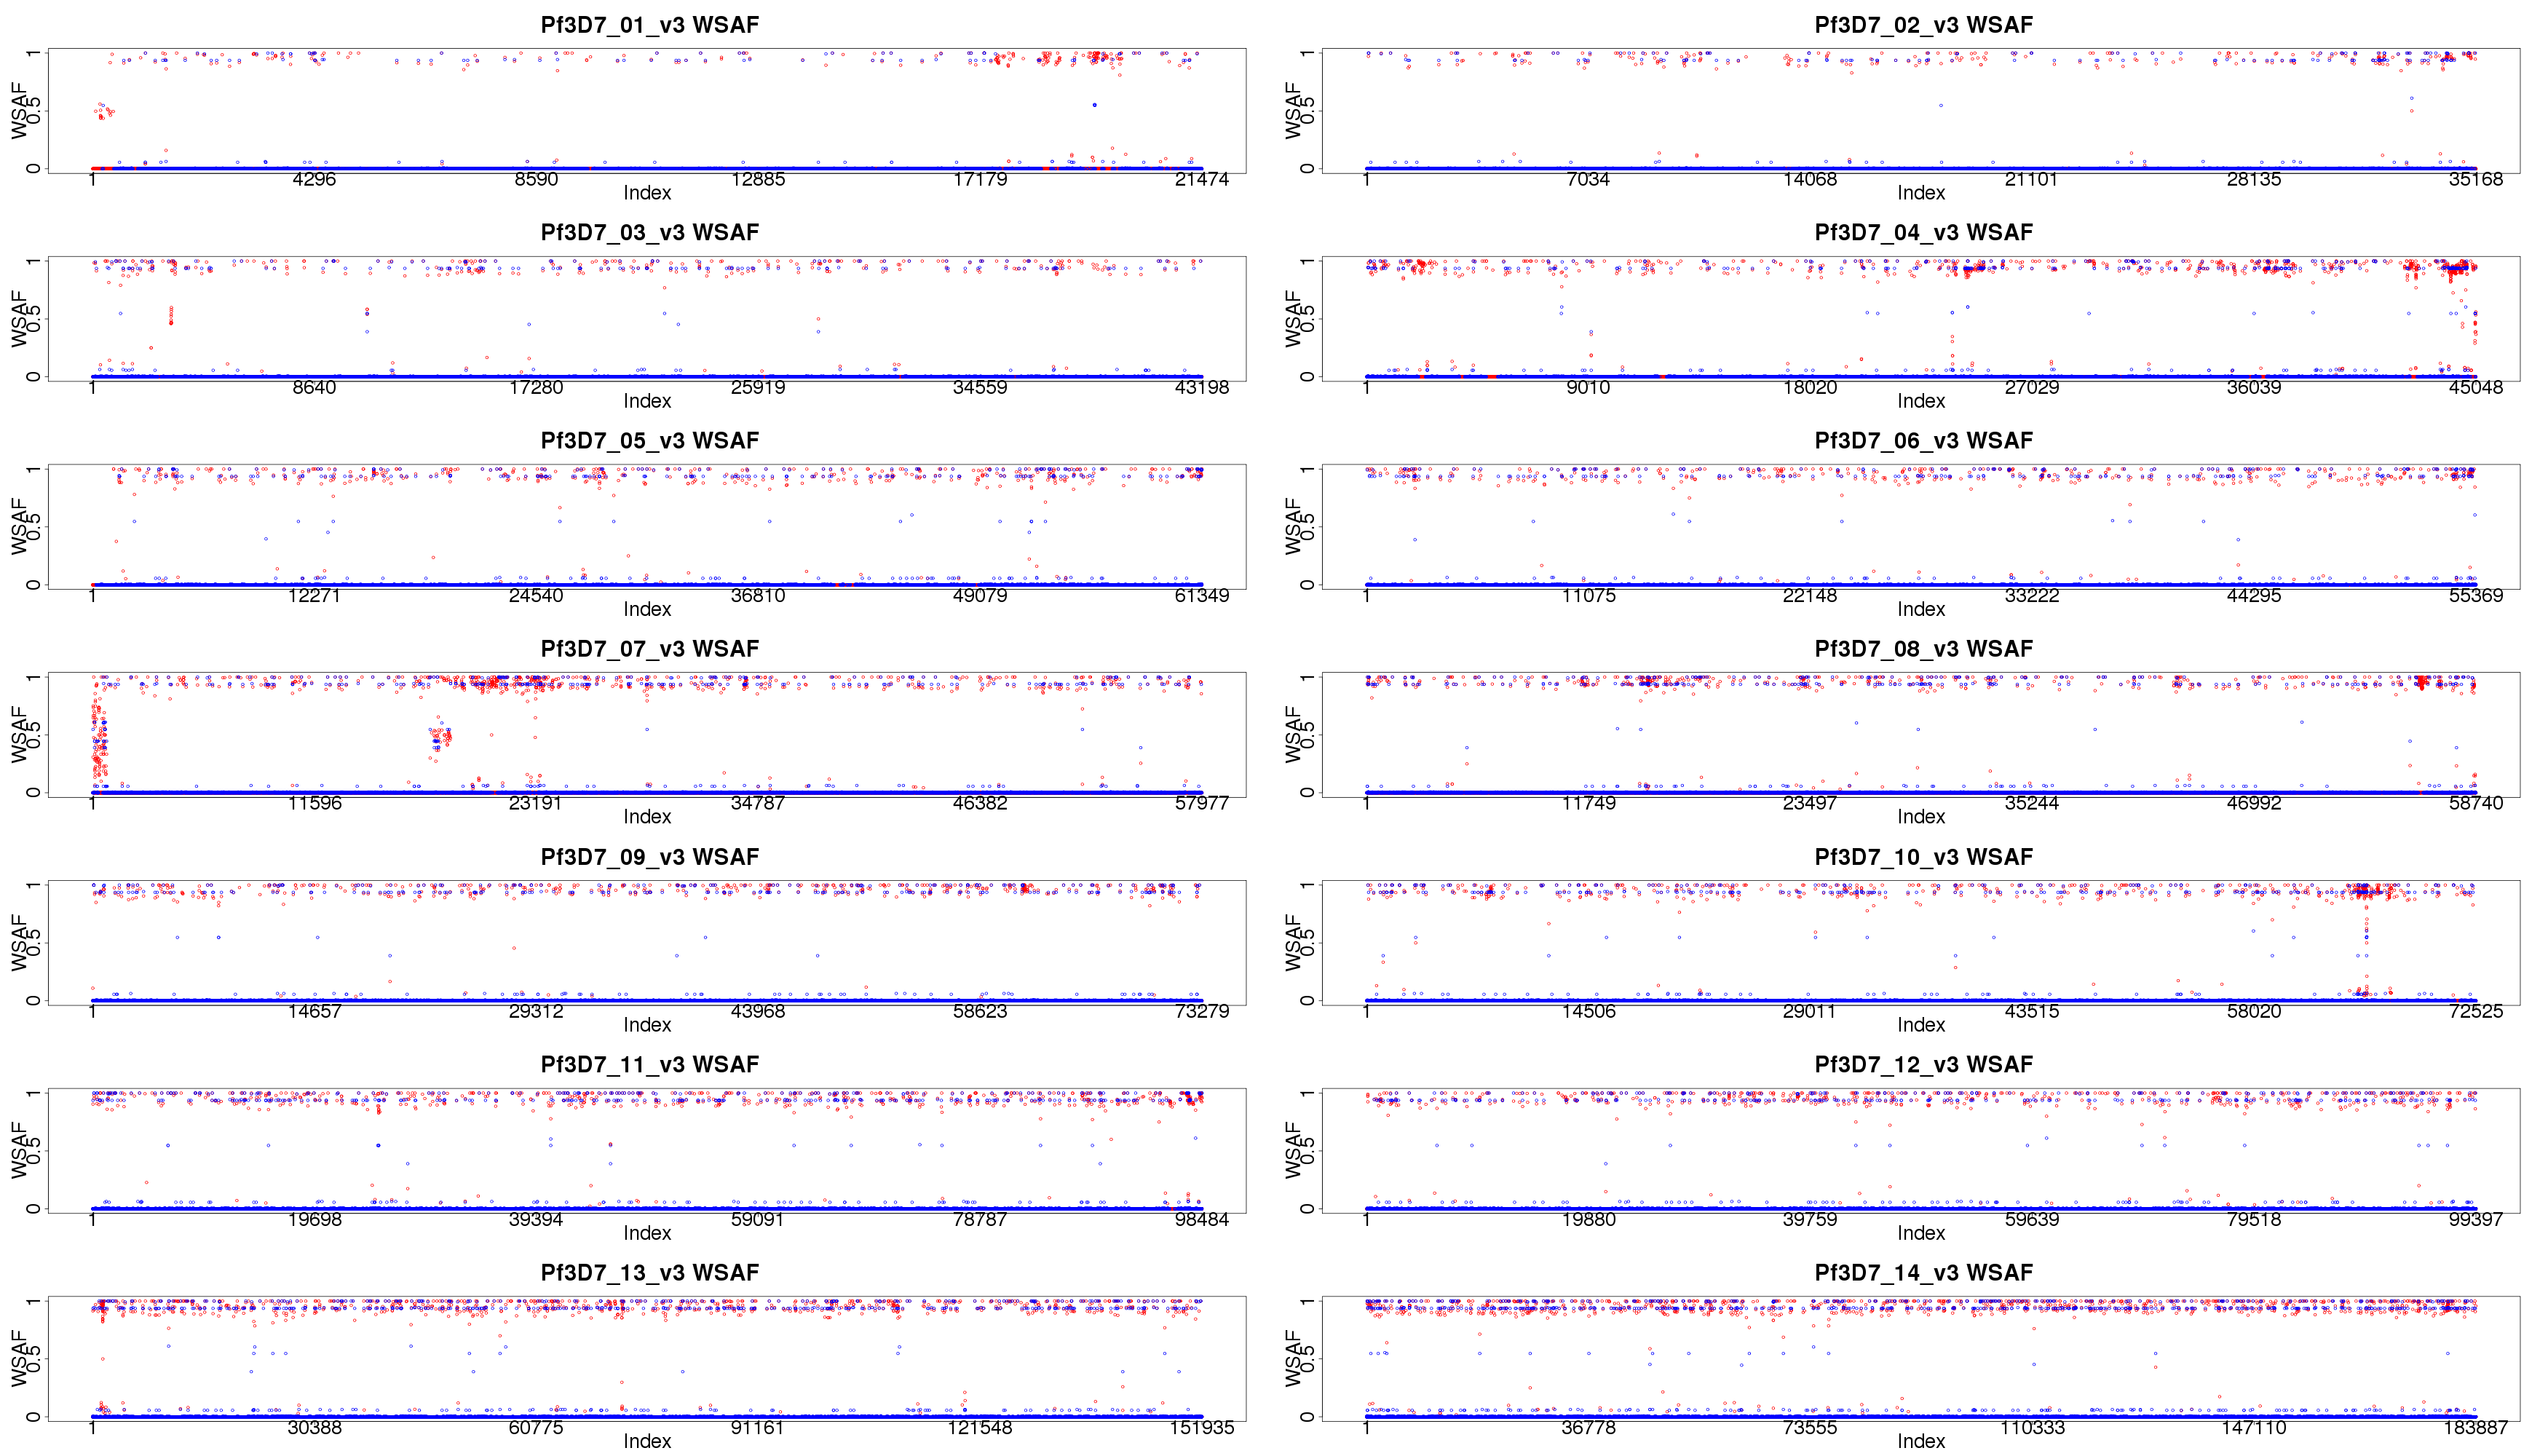 Pf3D7_01_v3 WSAF
WSAF
0 0.5 1
1 4296 8590 12885 17179 21474
Index
Pf3D7_02_v3 WSAF
WSAF
0 0.5 1
1 7034 14068 21101 28135 35168
Index
Pf3D7_03_v3 WSAF
WSAF
0 0.5 1
1 8640 17280 25919 34559 43198
Index
Pf3D7_04_v3 WSAF
WSAF
0 0.5 1
1 9010 18020 27029 36039 45048
Index
Pf3D7_05_v3 WSAF
WSAF
0 0.5 1
1 12271 24540 36810 49079 61349
Index
Pf3D7_06_v3 WSAF
WSAF
0 0.5 1
1 11075 22148 33222 44295 55369
Index
Pf3D7_07_v3 WSAF
WSAF
0 0.5 1
1 11596 23191 34787 46382 57977
Index
Pf3D7_08_v3 WSAF
WSAF
0 0.5 1
1 11749 23497 35244 46992 58740
Index
Pf3D7_09_v3 WSAF
WSAF
0 0.5 1
1 14657 29312 43968 58623 73279
Index
Pf3D7_10_v3 WSAF
WSAF
0 0.5 1
1 14506 29011 43515 58020 72525
Index
Pf3D7_11_v3 WSAF
WSAF
0 0.5 1
1 19698 39394 59091 78787 98484
Index
Pf3D7_12_v3 WSAF
WSAF
0 0.5 1
1 19880 39759 59639 79518 99397
Index
Pf3D7_13_v3 WSAF
WSAF
0 0.5 1
1 30388 60775 91161 121548 151935
Index
Pf3D7_14_v3 WSAF
WSAF
0 0.5 1
1 36778 73555 110333 147110 183887
Index